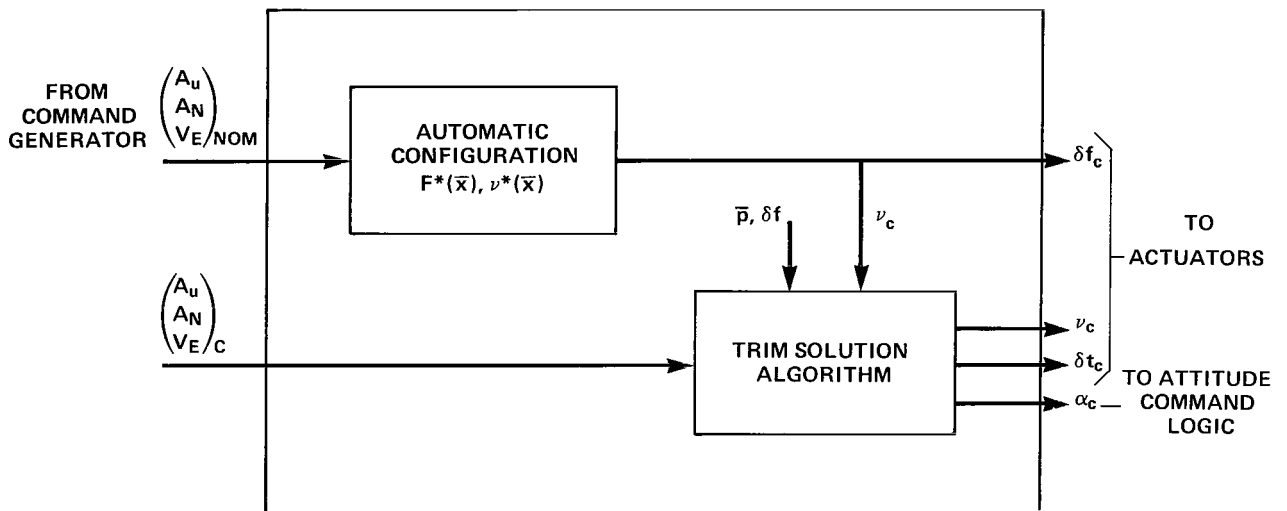 FROM
COMMAND
GENERATOR
(A_u
A_N
V_E)_NOM
AUTOMATIC
CONFIGURATION
F*(x̄), ν*(x̄)
δf_c
p̄, δf
ν_c
TO
ACTUATORS
(A_u
A_N
V_E)_C
TRIM SOLUTION
ALGORITHM
ν_c
δt_c
α_c
TO ATTITUDE
COMMAND
LOGIC